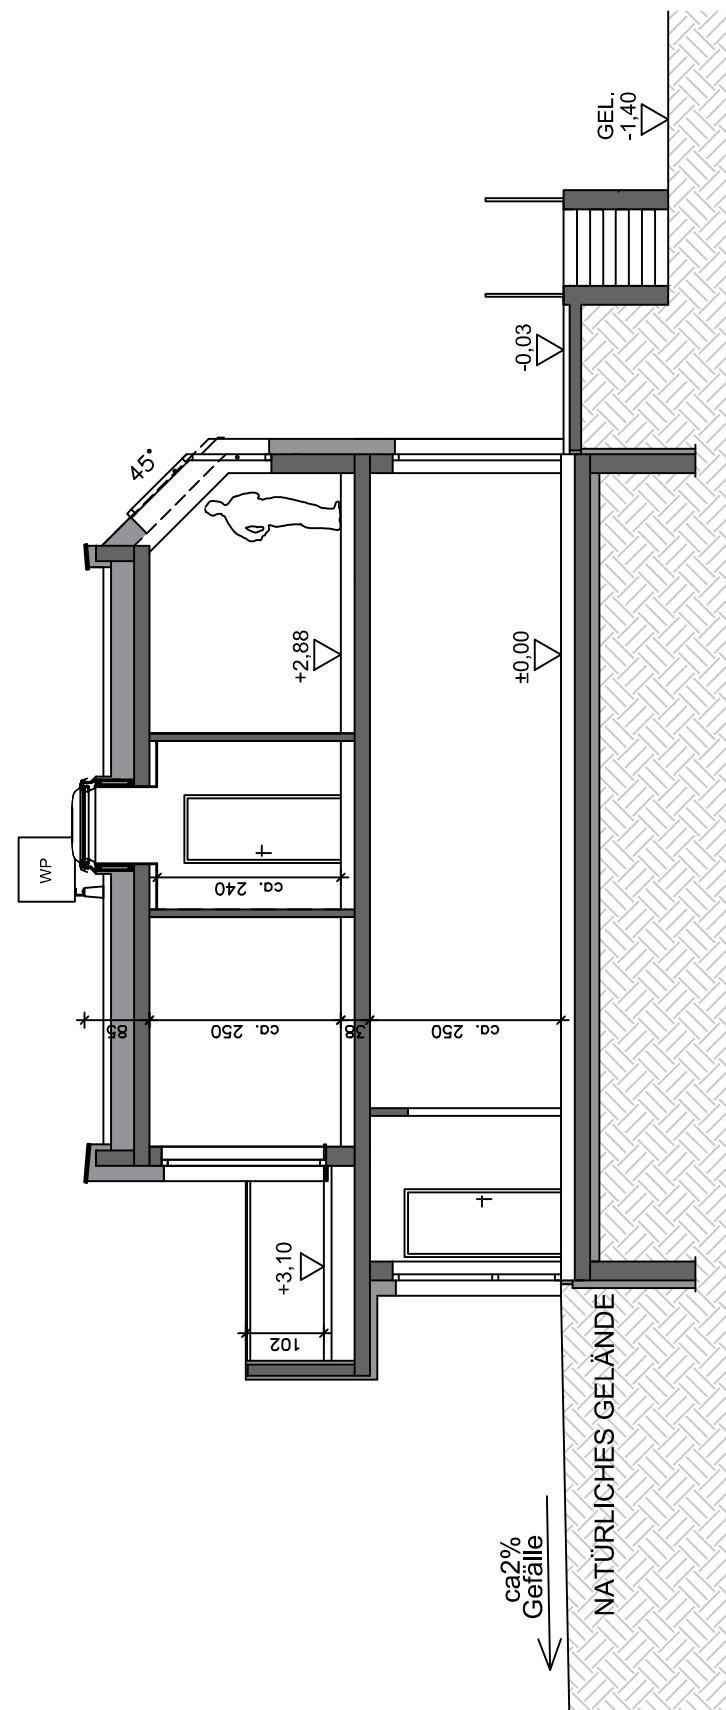 GEL.
-1,40
-0,03
45°
+2,88
±0,00
WP
ca. 240
85
ca. 250
38
ca. 250
+3,10
102
NATÜRLICHES GELÄNDE
ca2%
Gefälle